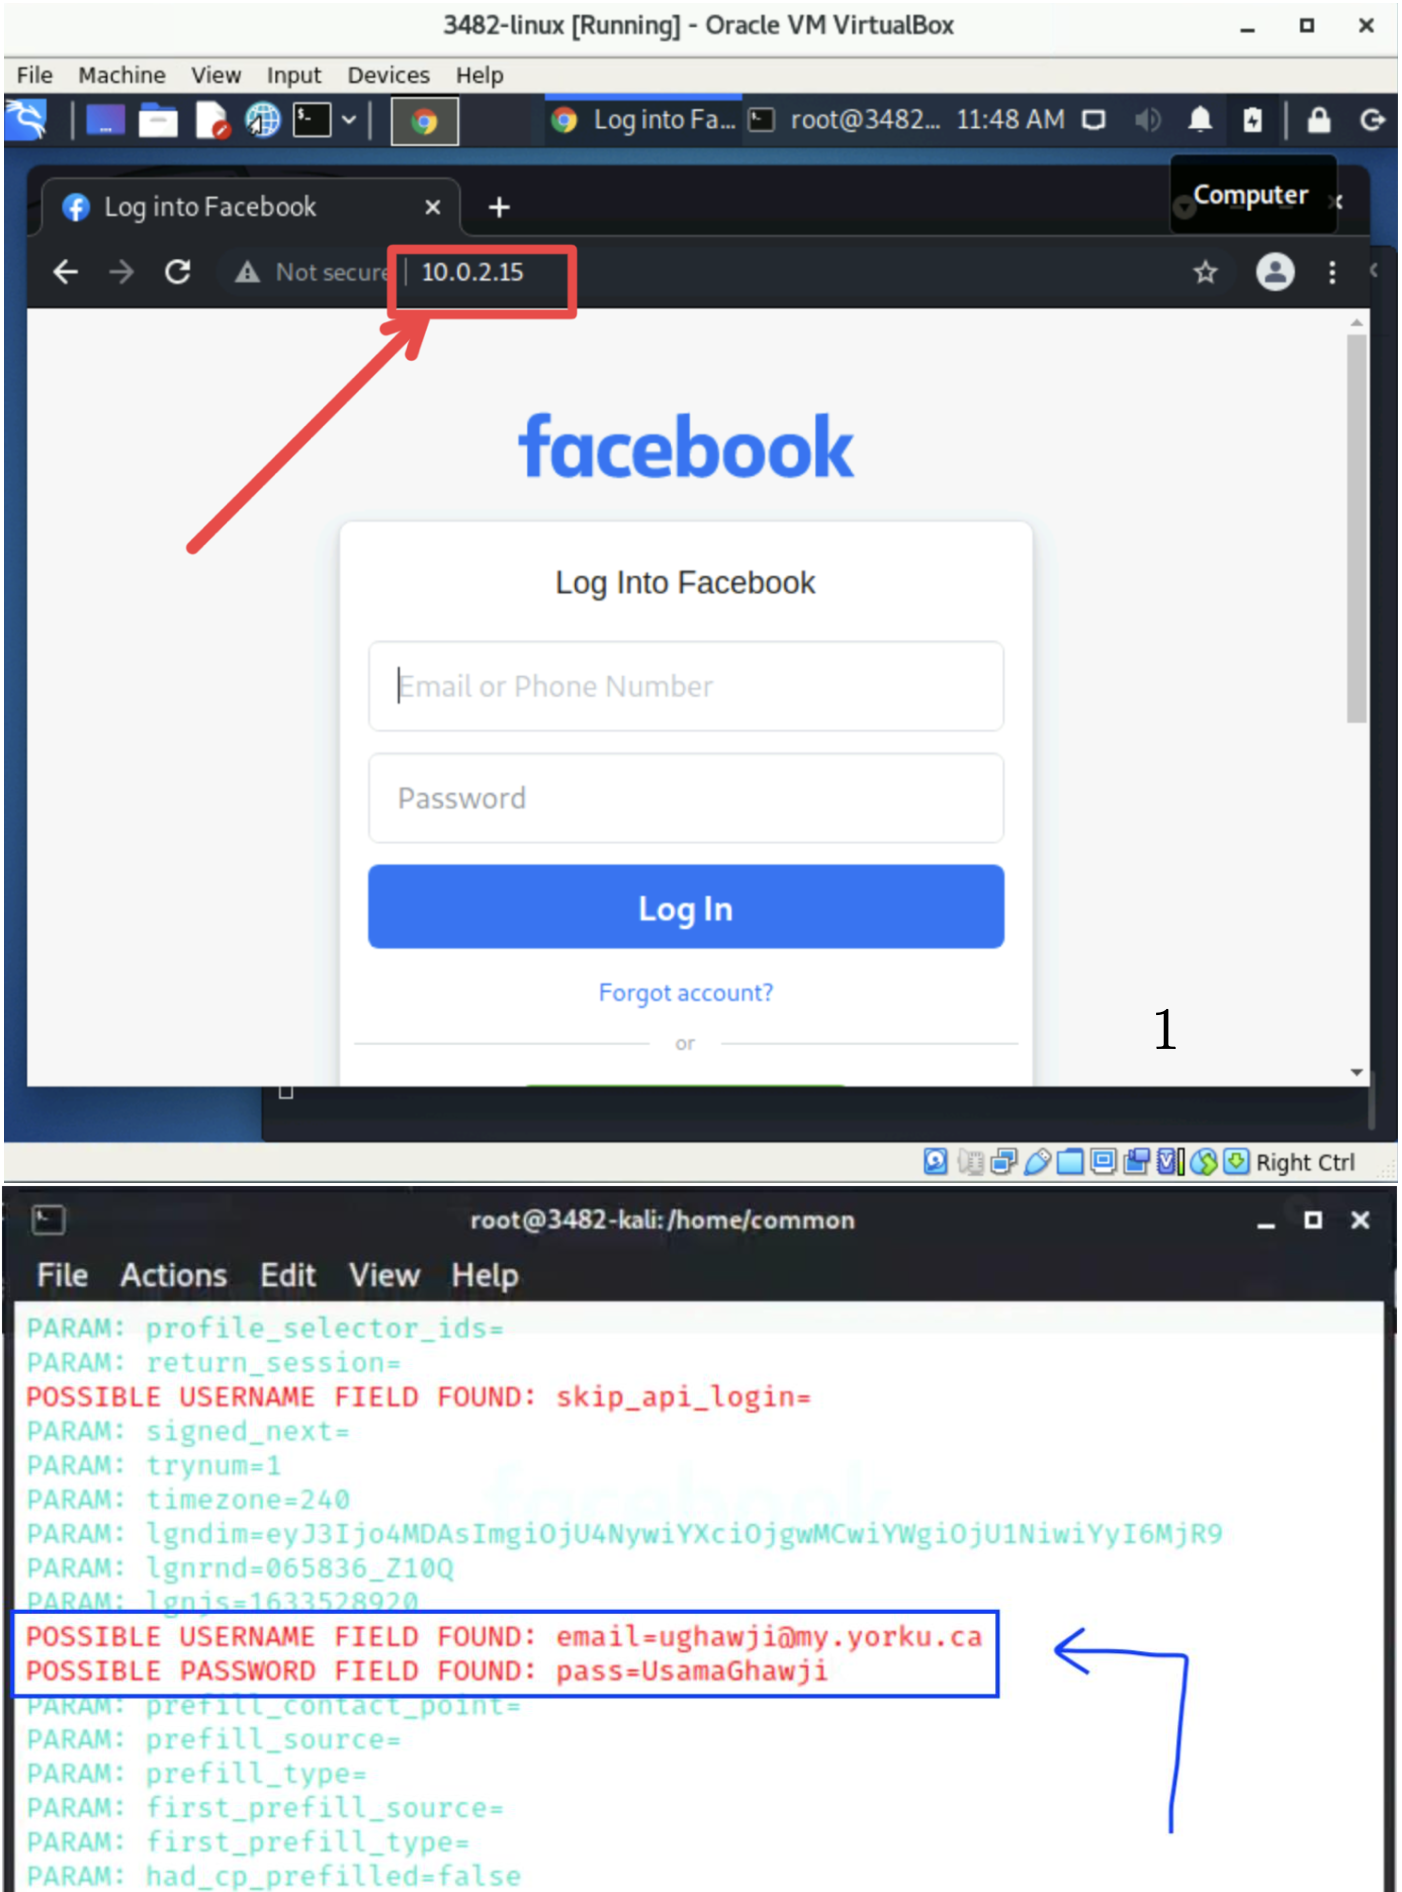 3482-linux [Running] - Oracle VM VirtualBox
File Machine View Input Devices Help
Log into Fa... root@3482... 11:48 AM
Log into Facebook
Computer
Not secure 10.0.2.15
facebook
Log Into Facebook
Email or Phone Number
Password
Log In
Forgot account?
or
1
Right Ctrl
root@3482-kali: /home/common
File Actions Edit View Help
PARAM: profile_selector_ids=
PARAM: return_session=
POSSIBLE USERNAME FIELD FOUND: skip_api_login=
PARAM: signed_next=
PARAM: trynum=1
PARAM: timezone=240
PARAM: lgndim=eyJ3Ijo4MDAsImgiOjU4NywiYXciOjgwMCwiYWgiOjU1NiwiYyI6MjR9
PARAM: lgnrnd=065836_Z10Q
PARAM: lgnjs=1633528920
POSSIBLE USERNAME FIELD FOUND: email=ughawji@my.yorku.ca
POSSIBLE PASSWORD FIELD FOUND: pass=UsamaGhawji
PARAM: prefill_contact_point=
PARAM: prefill_source=
PARAM: prefill_type=
PARAM: first_prefill_source=
PARAM: first_prefill_type=
PARAM: had_cp_prefilled=false